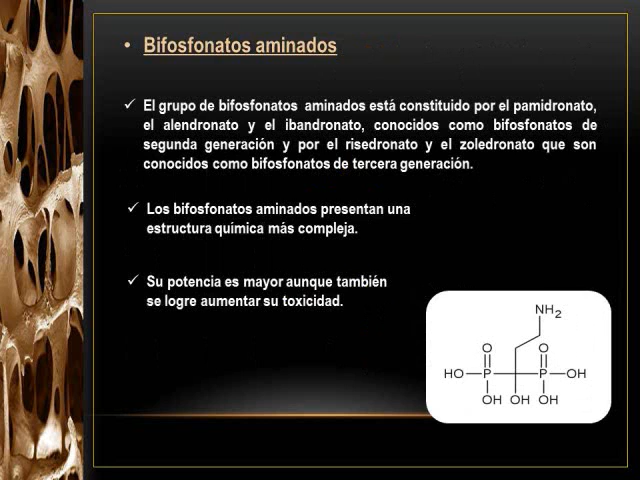 • Bifosfonatos aminados
✓ El grupo de bifosfonatos aminados está constituido por el pamidronato,
el alendronato y el ibandronato, conocidos como bifosfonatos de
segunda generación y por el risedronato y el zoledronato que son
conocidos como bifosfonatos de tercera generación.
✓ Los bifosfonatos aminados presentan una
estructura química más compleja.
✓ Su potencia es mayor aunque también
se logre aumentar su toxicidad.
NH2
O O
HO P P OH
OH OH OH